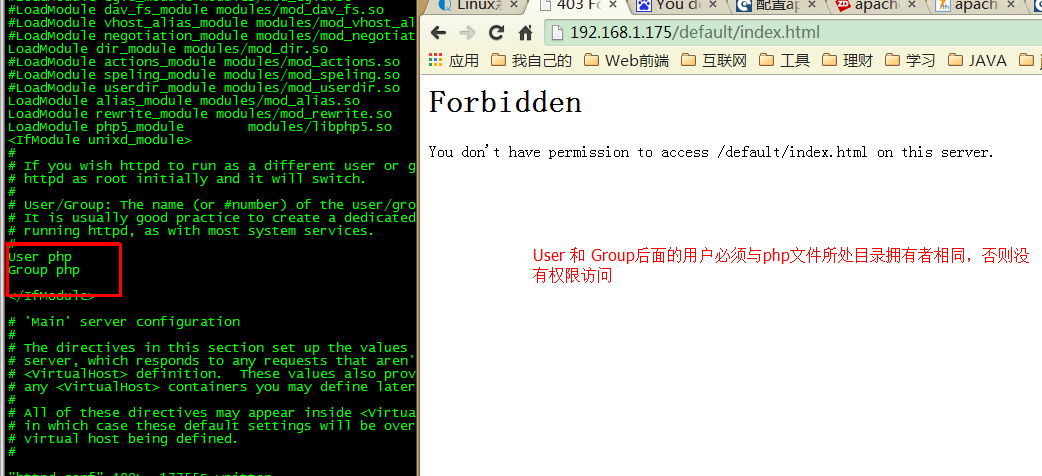 #LoadModule dav_fs_module modules/mod_dav_fs.so
#LoadModule vhost_alias_module modules/mod_vhost_al
#LoadModule negotiation_module modules/mod_negotiat
LoadModule dir_module modules/mod_dir.so
#LoadModule actions_module modules/mod_actions.so
#LoadModule speling_module modules/mod_speling.so
#LoadModule userdir_module modules/mod_userdir.so
LoadModule alias_module modules/mod_alias.so
LoadModule rewrite_module modules/mod_rewrite.so
LoadModule php5_module        modules/libphp5.so
<IfModule unixd_module>
#
# If you wish httpd to run as a different user or g
# httpd as root initially and it will switch.
#
# User/Group: The name (or #number) of the user/gro
# It is usually good practice to create a dedicated
# running httpd, as with most system services.
#
User php
Group php
</IfModule>
# 'Main' server configuration
#
# The directives in this section set up the values
# server, which responds to any requests that aren'
# <VirtualHost> definition.  These values also prov
# any <VirtualHost> containers you may define later
#
# All of these directives may appear inside <Virtua
# in which case these default settings will be over
# virtual host being defined.
#
Linux
403 Fo
You do
配置ap
apach
apach
192.168.1.175/default/index.html
应用 我自己的 Web前端 互联网 工具 理财 学习 JAVA
Forbidden
You don't have permission to access /default/index.html on this server.
User 和 Group后面的用户必须与php文件所处目录拥有者相同，否则没
有权限访问